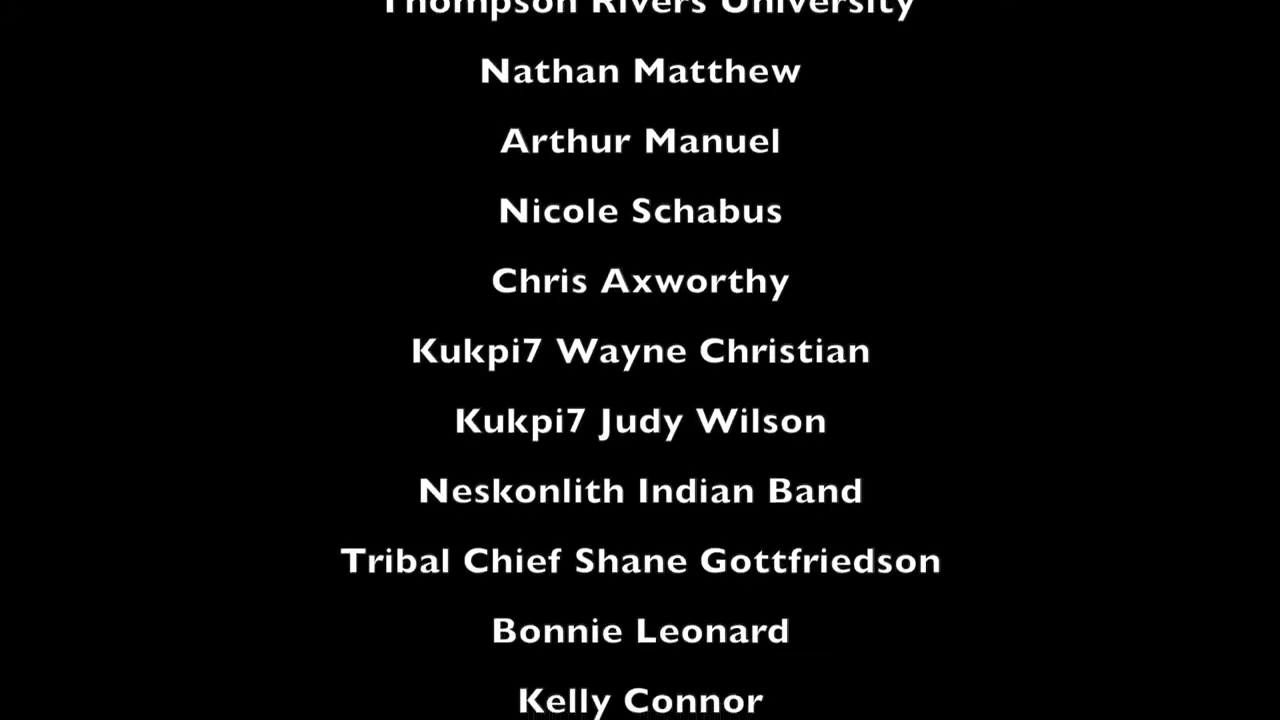 Thompson Rivers University
Nathan Matthew
Arthur Manuel
Nicole Schabus
Chris Axworthy
Kukpi7 Wayne Christian
Kukpi7 Judy Wilson
Neskonlith Indian Band
Tribal Chief Shane Gottfriedson
Bonnie Leonard
Kelly Connor